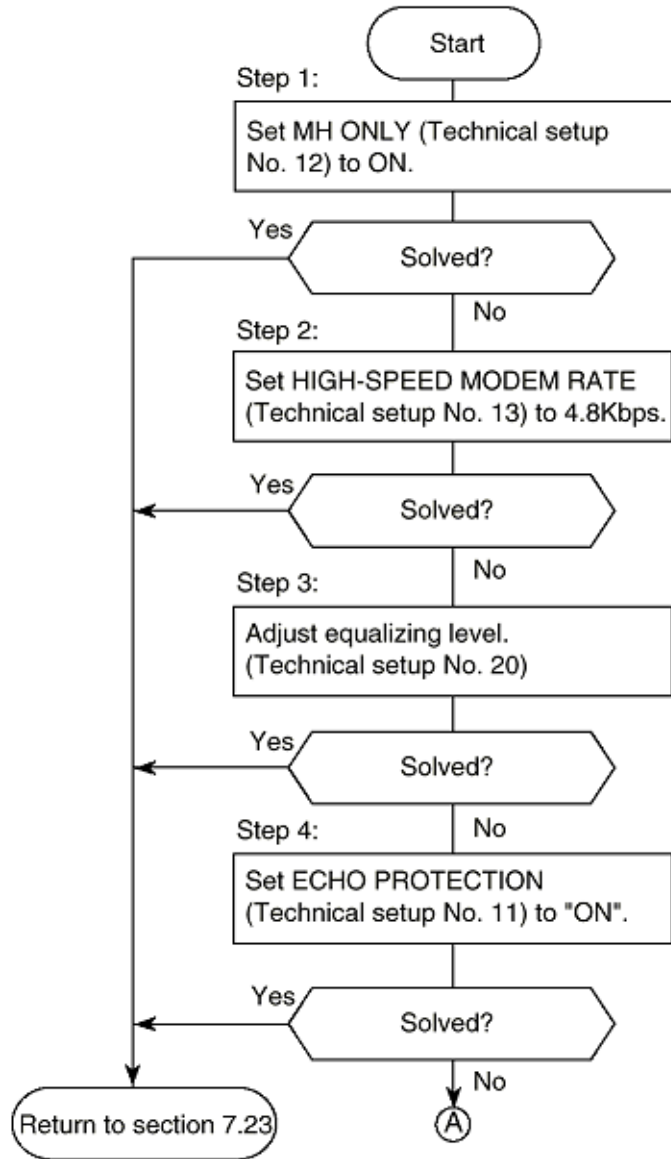 Start
Step 1:
Set MH ONLY (Technical setup
No. 12) to ON.
Yes
Solved?
No
Step 2:
Set HIGH-SPEED MODEM RATE
(Technical setup No. 13) to 4.8Kbps.
Yes
Solved?
No
Step 3:
Adjust equalizing level.
(Technical setup No. 20)
Yes
Solved?
No
Step 4:
Set ECHO PROTECTION
(Technical setup No. 11) to "ON".
Yes
Solved?
No
Return to section 7.23
A